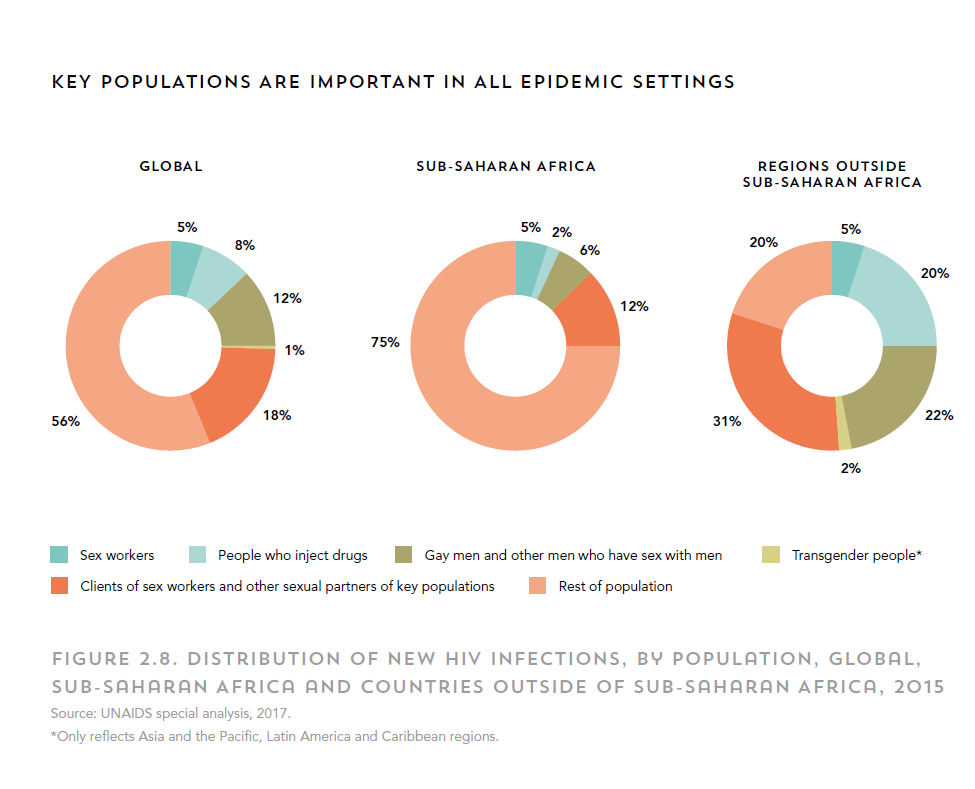 KEY POPULATIONS ARE IMPORTANT IN ALL EPIDEMIC SETTINGS
GLOBAL
5%
8%
12%
1%
18%
56%
SUB-SAHARAN AFRICA
5%
2%
6%
12%
75%
REGIONS OUTSIDE
SUB-SAHARAN AFRICA
5%
20%
22%
2%
31%
20%
Sex workers
People who inject drugs
Gay men and other men who have sex with men
Transgender people*
Clients of sex workers and other sexual partners of key populations
Rest of population
FIGURE 2.8. DISTRIBUTION OF NEW HIV INFECTIONS, BY POPULATION, GLOBAL,
SUB-SAHARAN AFRICA AND COUNTRIES OUTSIDE OF SUB-SAHARAN AFRICA, 2015
Source: UNAIDS special analysis, 2017.
*Only reflects Asia and the Pacific, Latin America and Caribbean regions.